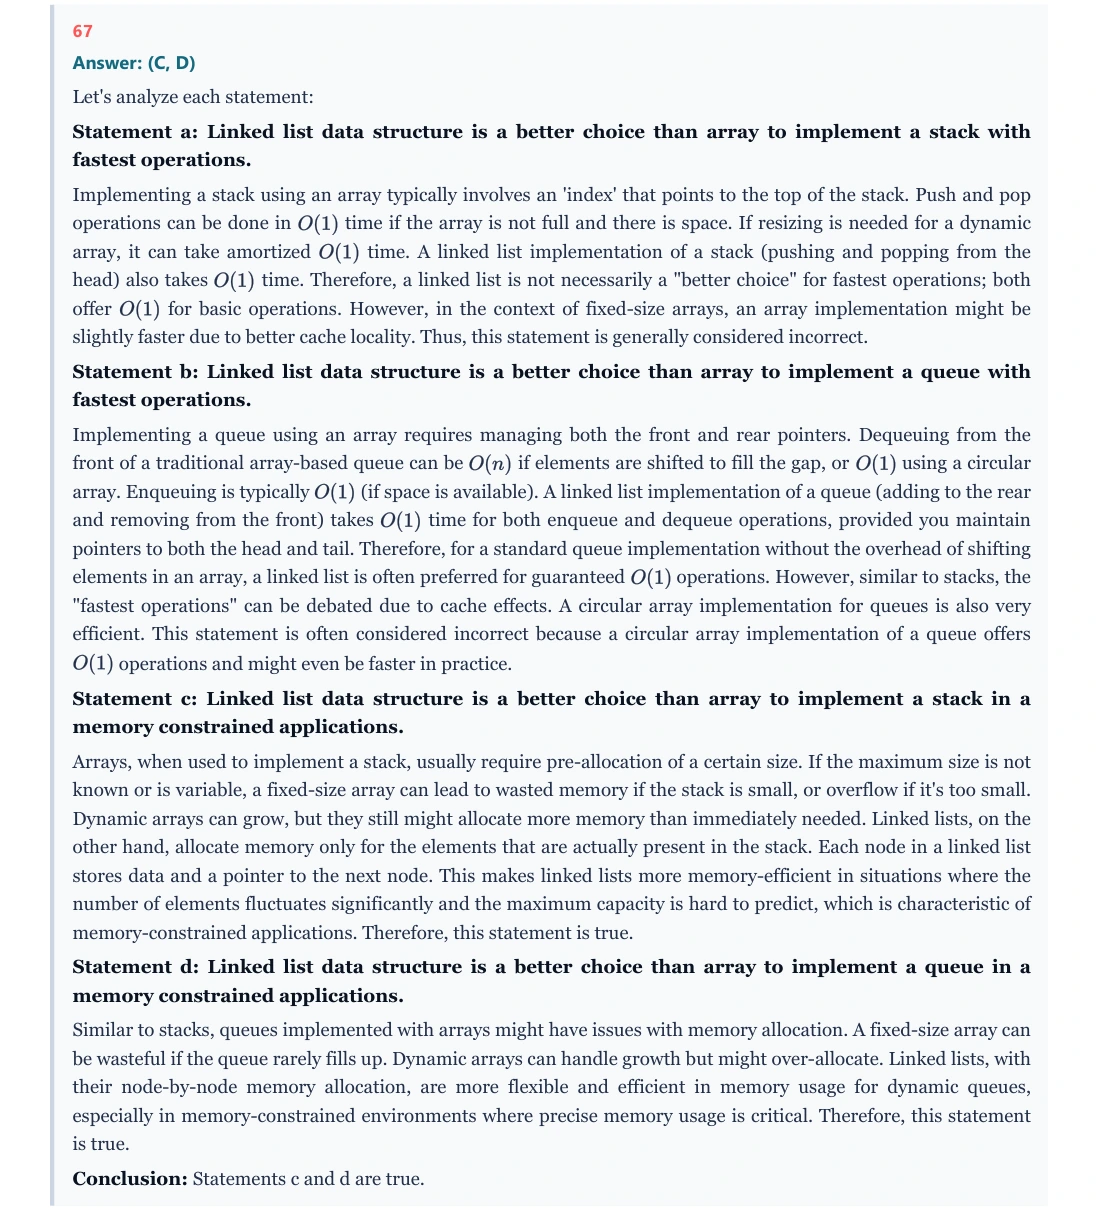 67
Answer: (C, D)
Let's analyze each statement:
Statement a: Linked list data structure is a better choice than array to implement a stack with
fastest operations.
Implementing a stack using an array typically involves an 'index' that points to the top of the stack. Push and pop
operations can be done in O(1) time if the array is not full and there is space. If resizing is needed for a dynamic
array, it can take amortized O(1) time. A linked list implementation of a stack (pushing and popping from the
head) also takes O(1) time. Therefore, a linked list is not necessarily a "better choice" for fastest operations; both
offer O(1) for basic operations. However, in the context of fixed-size arrays, an array implementation might be
slightly faster due to better cache locality. Thus, this statement is generally considered incorrect.
Statement b: Linked list data structure is a better choice than array to implement a queue with
fastest operations.
Implementing a queue using an array requires managing both the front and rear pointers. Dequeuing from the
front of a traditional array-based queue can be O(n) if elements are shifted to fill the gap, or O(1) using a circular
array. Enqueuing is typically O(1) (if space is available). A linked list implementation of a queue (adding to the rear
and removing from the front) takes O(1) time for both enqueue and dequeue operations, provided you maintain
pointers to both the head and tail. Therefore, for a standard queue implementation without the overhead of shifting
elements in an array, a linked list is often preferred for guaranteed O(1) operations. However, similar to stacks, the
"fastest operations" can be debated due to cache effects. A circular array implementation for queues is also very
efficient. This statement is often considered incorrect because a circular array implementation of a queue offers
O(1) operations and might even be faster in practice.
Statement c: Linked list data structure is a better choice than array to implement a stack in a
memory constrained applications.
Arrays, when used to implement a stack, usually require pre-allocation of a certain size. If the maximum size is not
known or is variable, a fixed-size array can lead to wasted memory if the stack is small, or overflow if it's too small.
Dynamic arrays can grow, but they still might allocate more memory than immediately needed. Linked lists, on the
other hand, allocate memory only for the elements that are actually present in the stack. Each node in a linked list
stores data and a pointer to the next node. This makes linked lists more memory-efficient in situations where the
number of elements fluctuates significantly and the maximum capacity is hard to predict, which is characteristic of
memory-constrained applications. Therefore, this statement is true.
Statement d: Linked list data structure is a better choice than array to implement a queue in a
memory constrained applications.
Similar to stacks, queues implemented with arrays might have issues with memory allocation. A fixed-size array can
be wasteful if the queue rarely fills up. Dynamic arrays can handle growth but might over-allocate. Linked lists, with
their node-by-node memory allocation, are more flexible and efficient in memory usage for dynamic queues,
especially in memory-constrained environments where precise memory usage is critical. Therefore, this statement
is true.
Conclusion: Statements c and d are true.